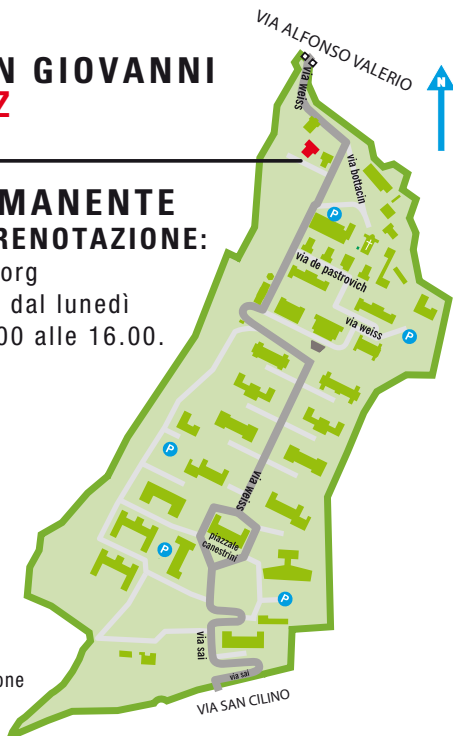 VIA ALFONSO VALERIO
N GIOVANNI
Z
N
via weiss
via bottacin
MANENTE
RENOTAZIONE:
org
dal lunedì
00 alle 16.00.
P
via de pastrovich
via weiss
P
P
via weiss
piazzale
canestrini
P
P
via sai
via sai
one
VIA SAN CILINO